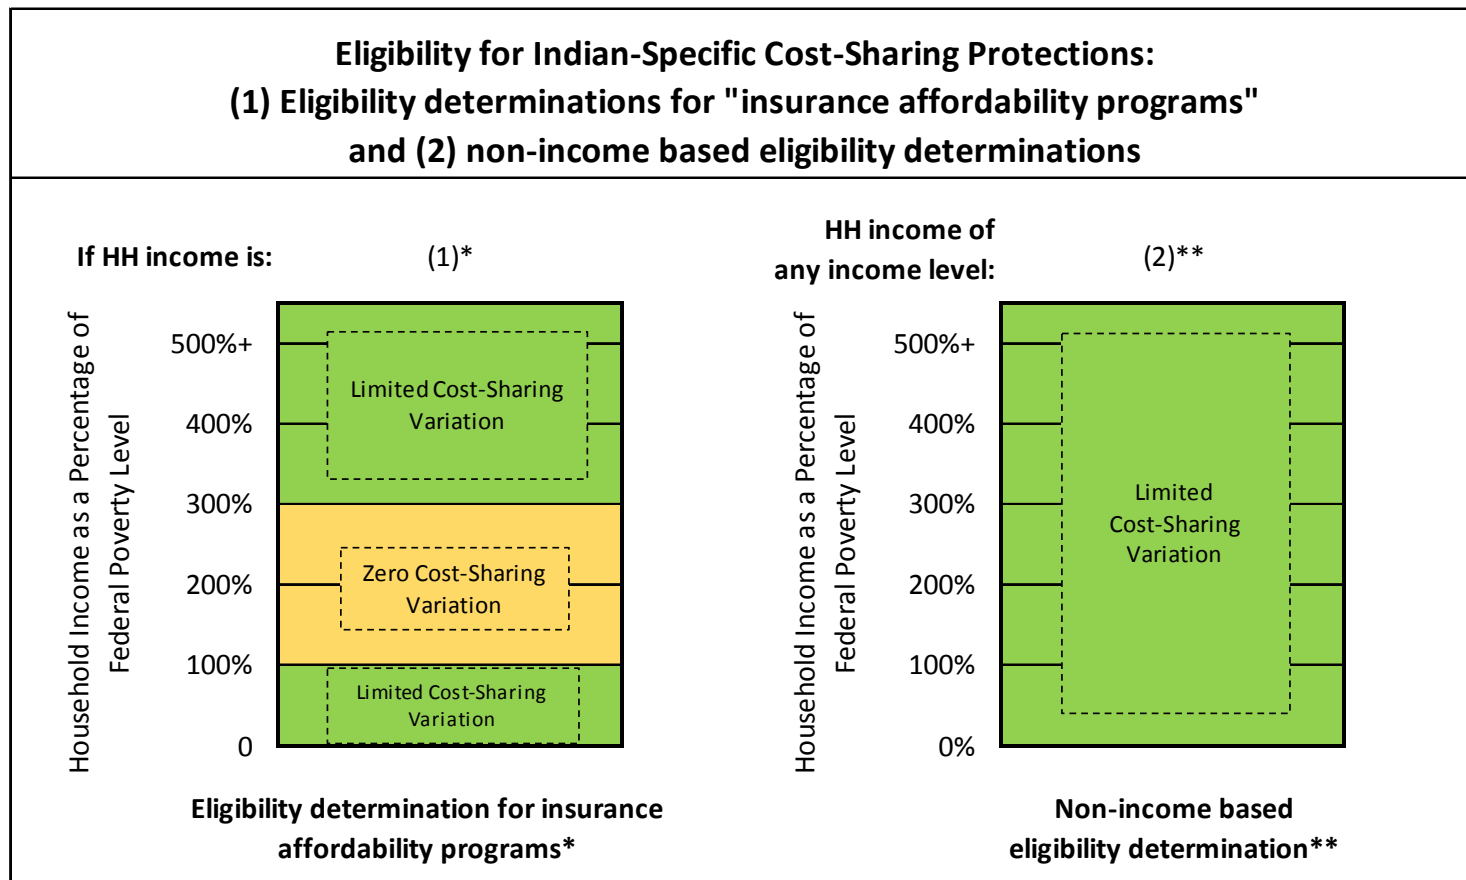 Eligibility for Indian-Specific Cost-Sharing Protections:
(1) Eligibility determinations for "insurance affordability programs"
and (2) non-income based eligibility determinations
If HH income is:
(1)*
Household Income as a Percentage of
Federal Poverty Level
500%+
400%
300%
200%
100%
0
Limited Cost-Sharing
Variation
Zero Cost-Sharing
Variation
Limited Cost-Sharing
Variation
Eligibility determination for insurance
affordability programs*
HH income of
any income level:
(2)**
Household Income as a Percentage of
Federal Poverty Level
500%+
400%
300%
200%
100%
0%
Limited
Cost-Sharing
Variation
Non-income based
eligibility determination**